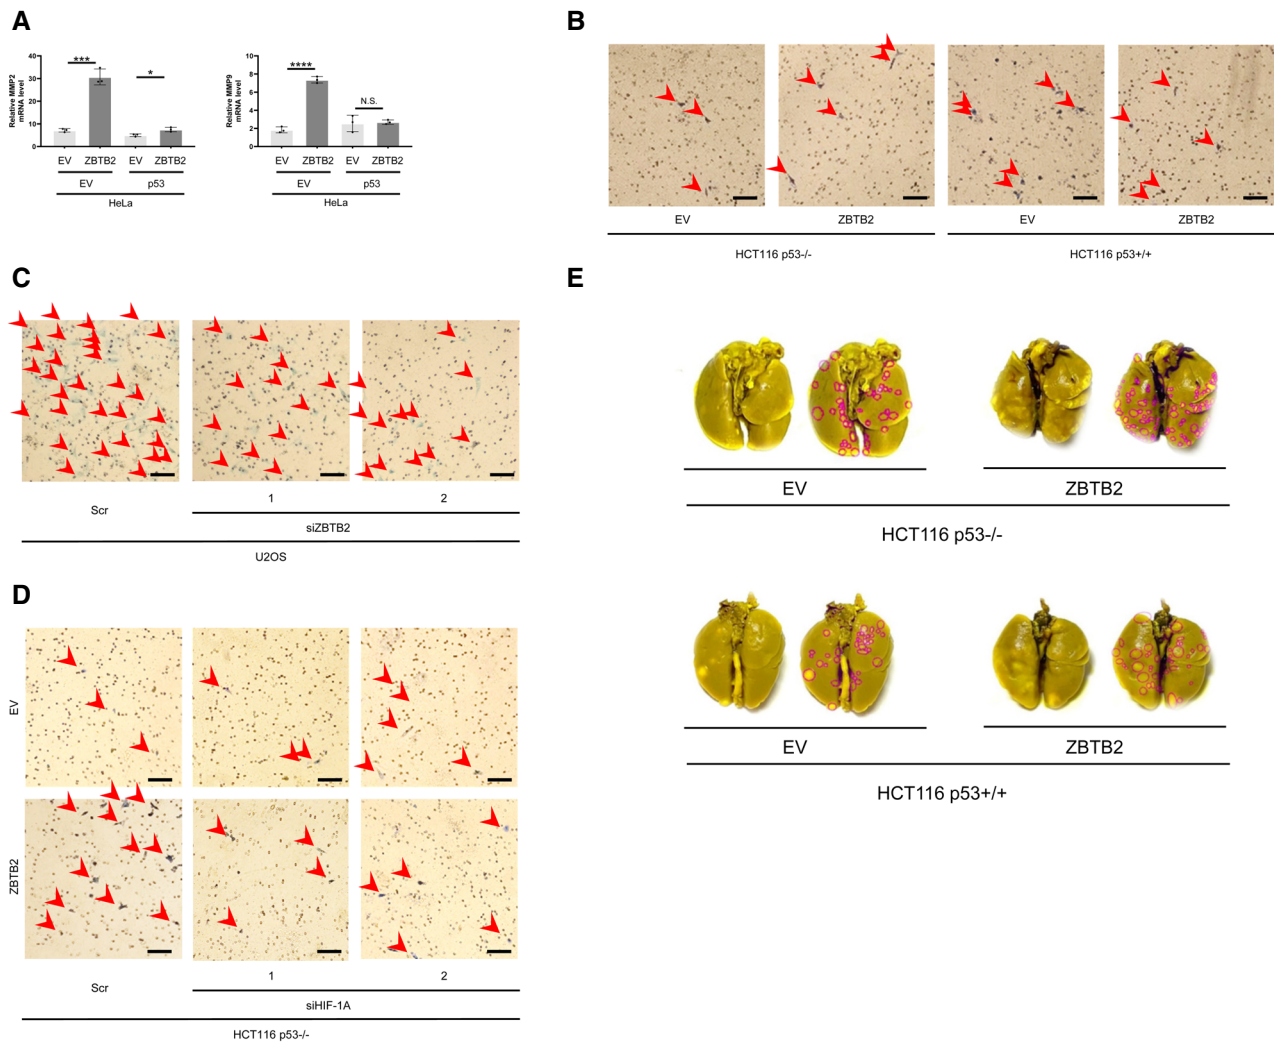 A
Relative MMP2
mRNA level
40
30
20
10
0
***
*
EV ZBTB2 EV ZBTB2
EV p53
HeLa
Relative MMP9
mRNA level
10
8
6
4
2
0
****
N.S.
EV ZBTB2 EV ZBTB2
EV p53
HeLa
B
EV ZBTB2 EV ZBTB2
HCT116 p53-/- HCT116 p53+/+
C
1 2
Scr
siZBTB2
U2OS
D
EV
ZBTB2
1 2
Scr
siHIF-1A
HCT116 p53-/-
E
EV ZBTB2
HCT116 p53-/-
EV ZBTB2
HCT116 p53+/+